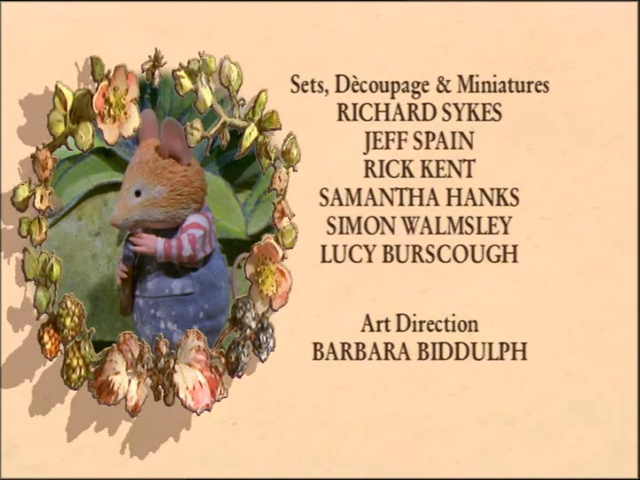 Sets, Dècoupage & Miniatures
RICHARD SYKES
JEFF SPAIN
RICK KENT
SAMANTHA HANKS
SIMON WALMSLEY
LUCY BURSCOUGH
Art Direction
BARBARA BIDDULPH